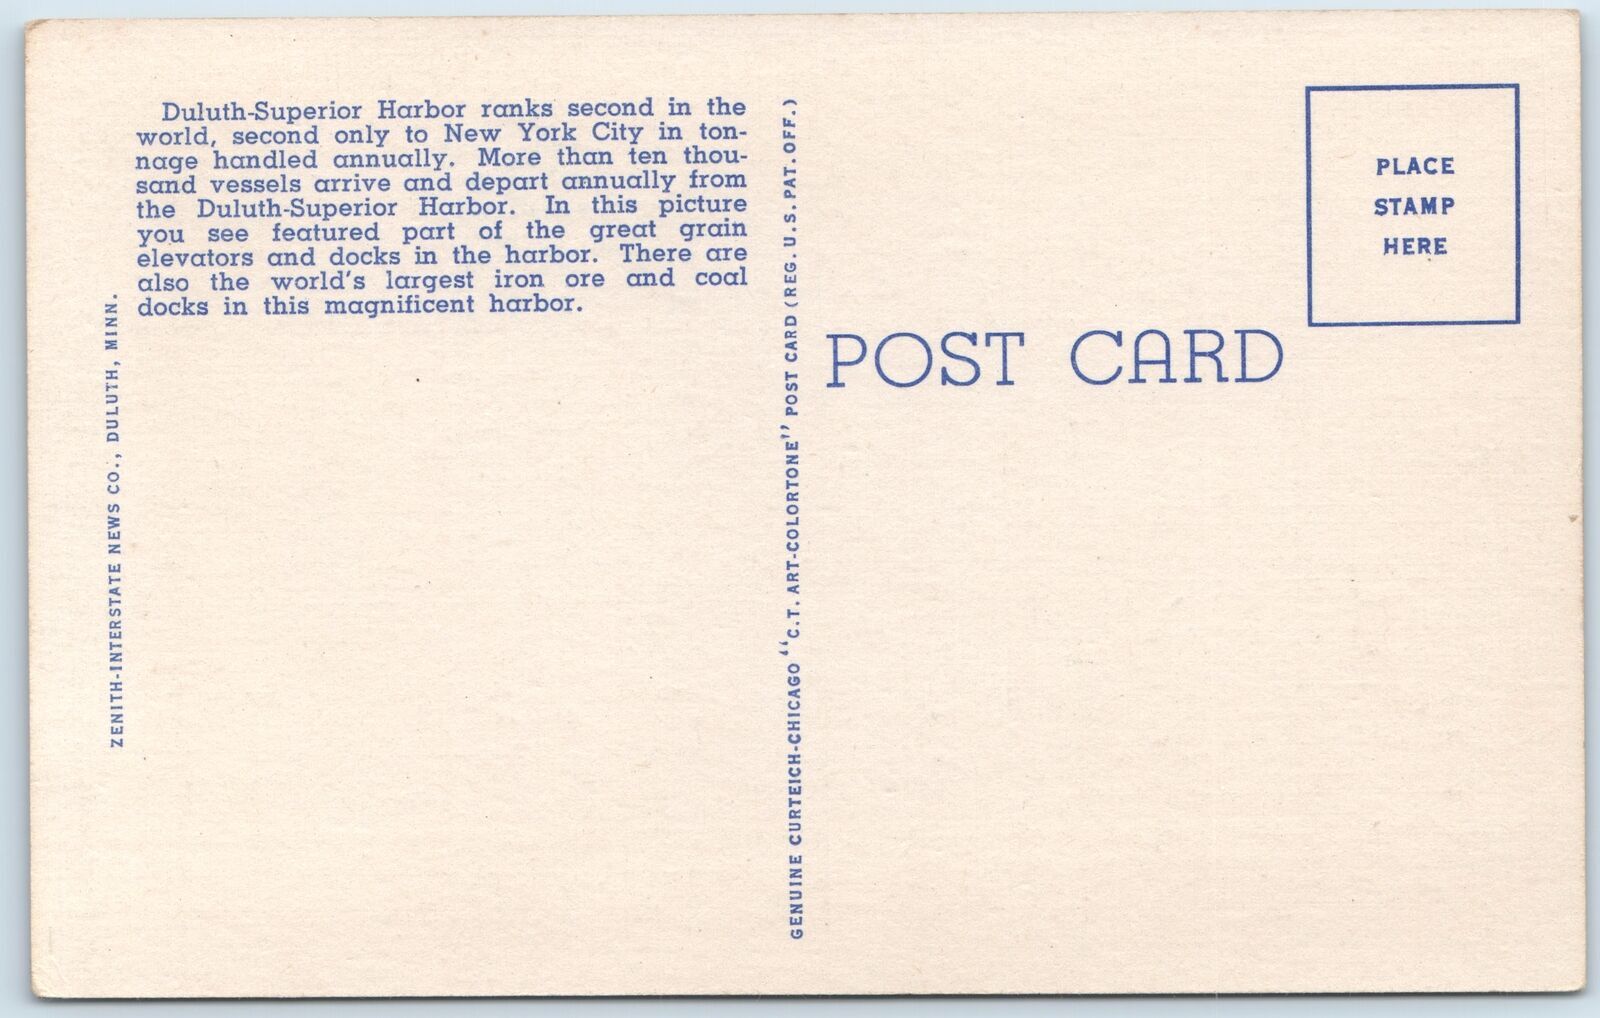 Duluth-Superior Harbor ranks second in the
world, second only to New York City in ton-
nage handled annually. More than ten thou-
sand vessels arrive and depart annually from
the Duluth-Superior Harbor. In this picture
you see featured part of the great grain
elevators and docks in the harbor. There are
also the world's largest iron ore and coal
docks in this magnificent harbor.
ZENITH-INTERSTATE NEWS CO., DULUTH, MINN.
GENUINE CURTEICH-CHICAGO "C.T. ART-COLORTONE" POST CARD (REG. U.S. PAT. OFF.)
POST CARD
PLACE
STAMP
HERE